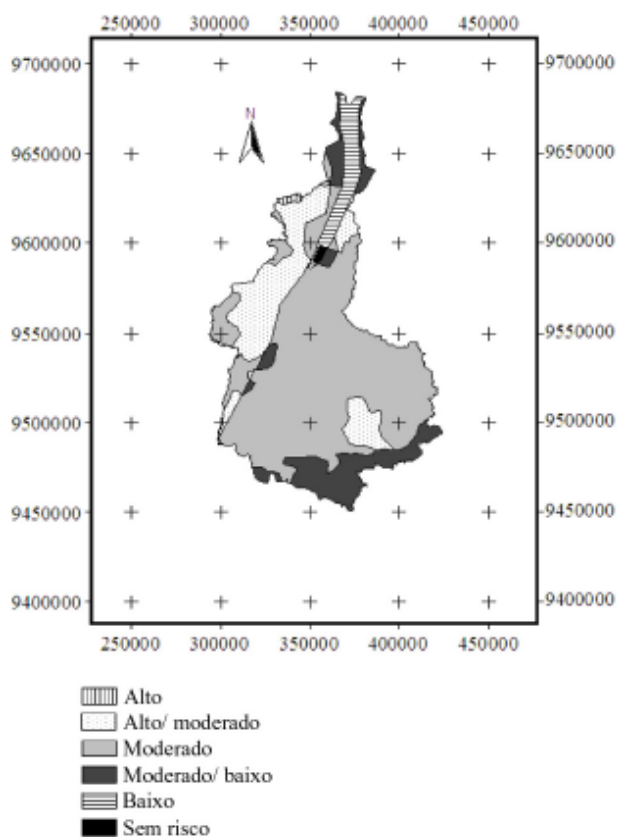 250000 300000 350000 400000 450000
9700000 9700000
N
9650000 9650000
9600000 9600000
9550000 9550000
9500000 9500000
9450000 9450000
9400000 9400000
250000 300000 350000 400000 450000
Alto
Alto/ moderado
Moderado
Moderado/ baixo
Baixo
Sem risco